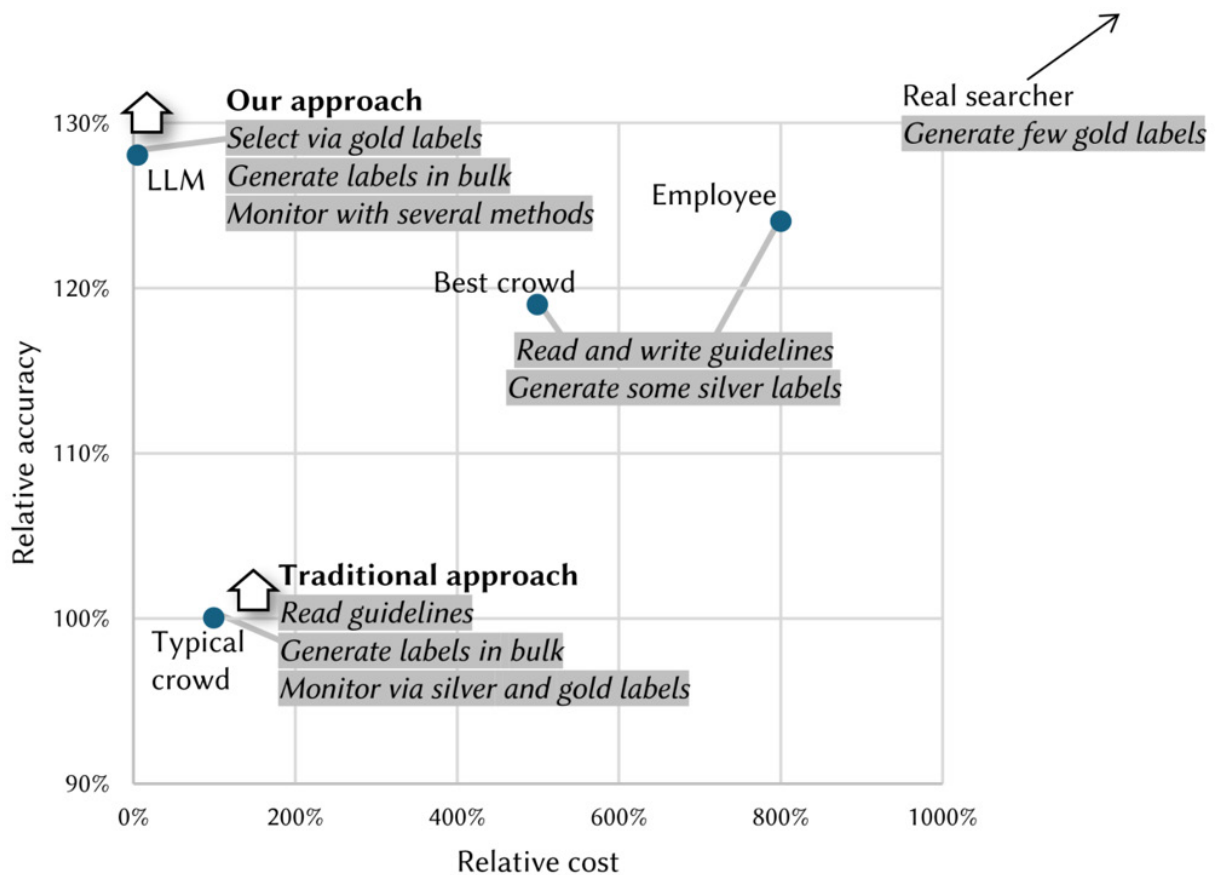 Real searcher
Generate few gold labels
Our approach
Select via gold labels
Generate labels in bulk
Monitor with several methods
LLM
Employee
Best crowd
Read and write guidelines
Generate some silver labels
Traditional approach
Read guidelines
Generate labels in bulk
Monitor via silver and gold labels
Typical
crowd
Relative accuracy
130%
120%
110%
100%
90%
0%
200%
400%
600%
800%
1000%
Relative cost